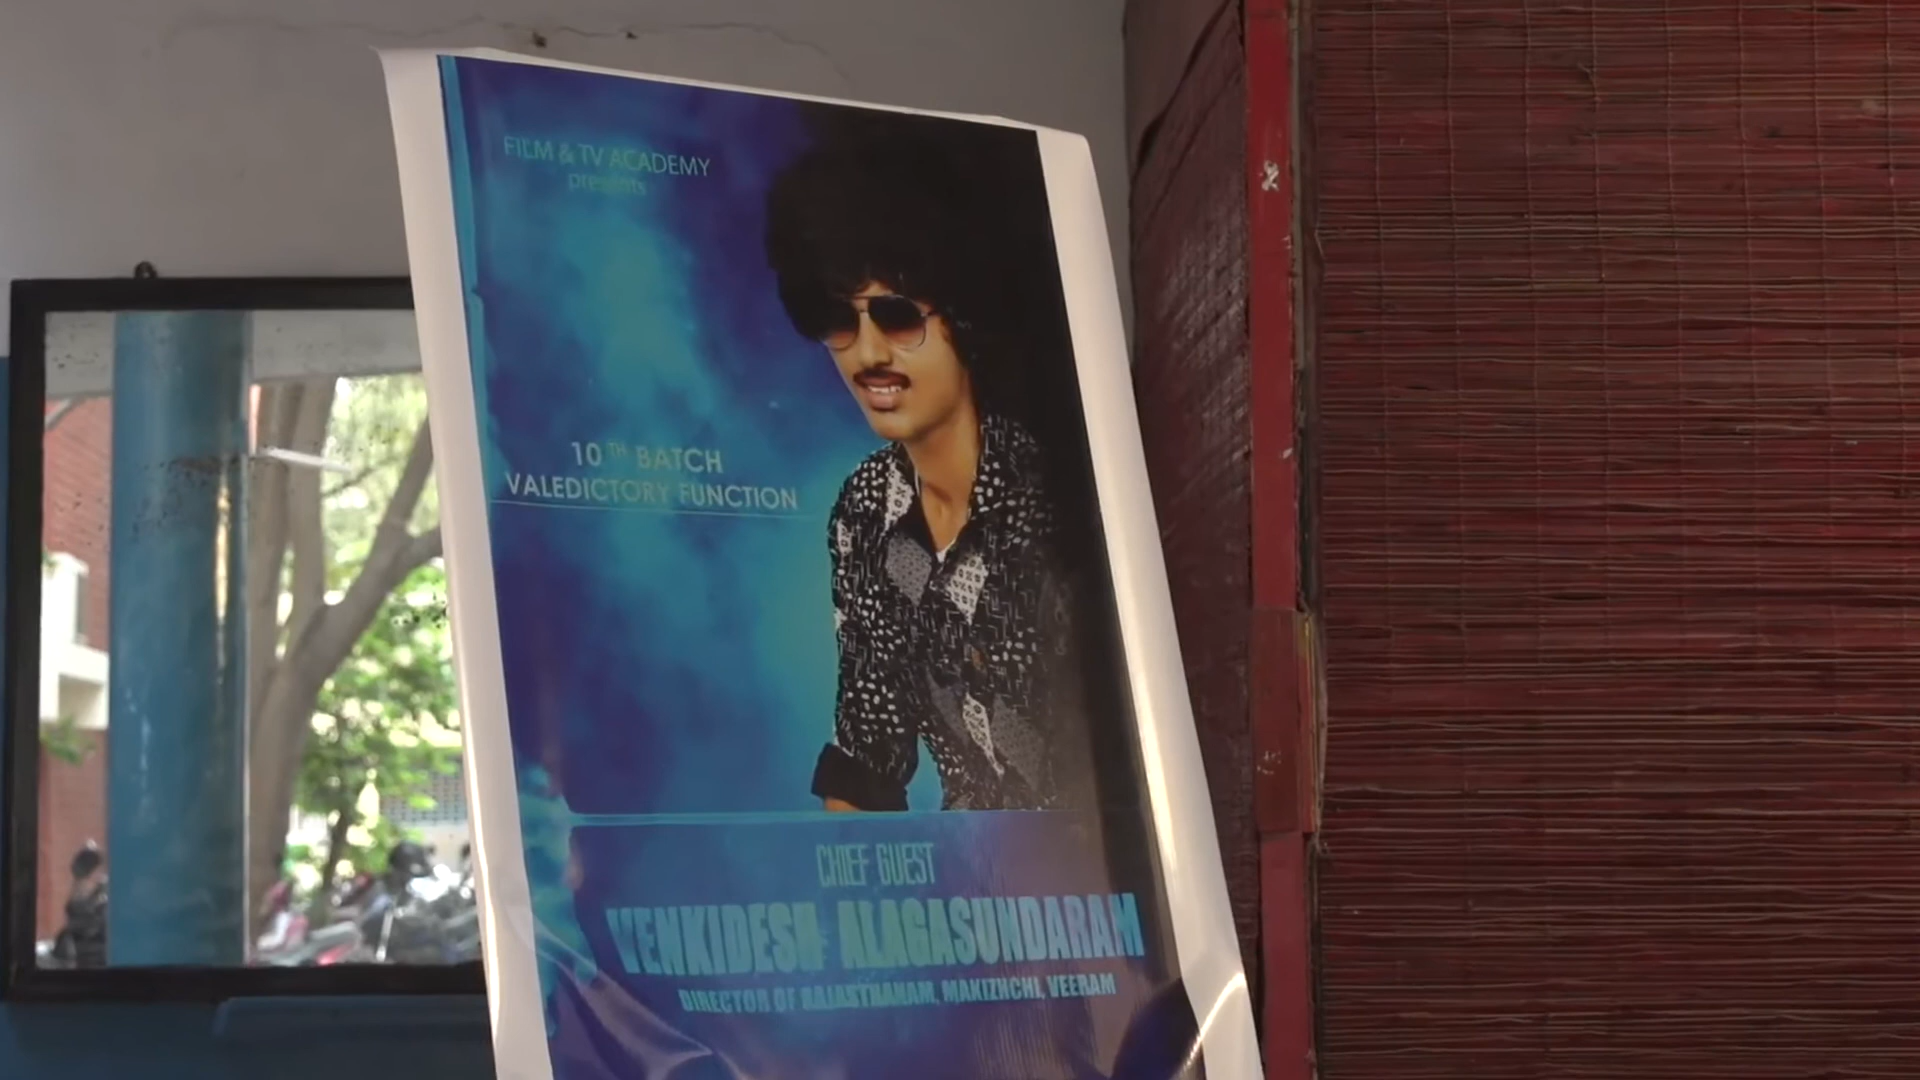 FILM & TV ACADEMY
presents
10TH BATCH
VALEDICTORY FUNCTION
CHIEF GUEST
VENKIDESH ALAGASUNDARAM
DIRECTOR OF RAJASTHANAM, MAKIZHCHI, VEERAM